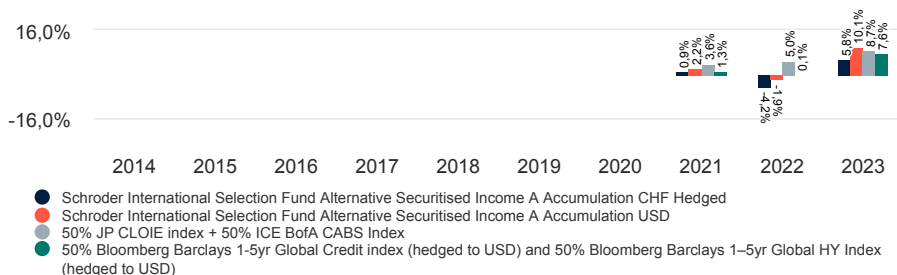 16,0%
0,9%
2,2%
3,6%
1,3%
-4,2%
-1,9%
5,0%
0,1%
5,8%
10,1%
8,7%
7,6%
-16,0%
2014 2015 2016 2017 2018 2019 2020 2021 2022 2023
Schroder International Selection Fund Alternative Securitised Income A Accumulation CHF Hedged
Schroder International Selection Fund Alternative Securitised Income A Accumulation USD
50% JP CLOIE index + 50% ICE BofA CABS Index
50% Bloomberg Barclays 1-5yr Global Credit index (hedged to USD) and 50% Bloomberg Barclays 1–5yr Global HY Index
(hedged to USD)